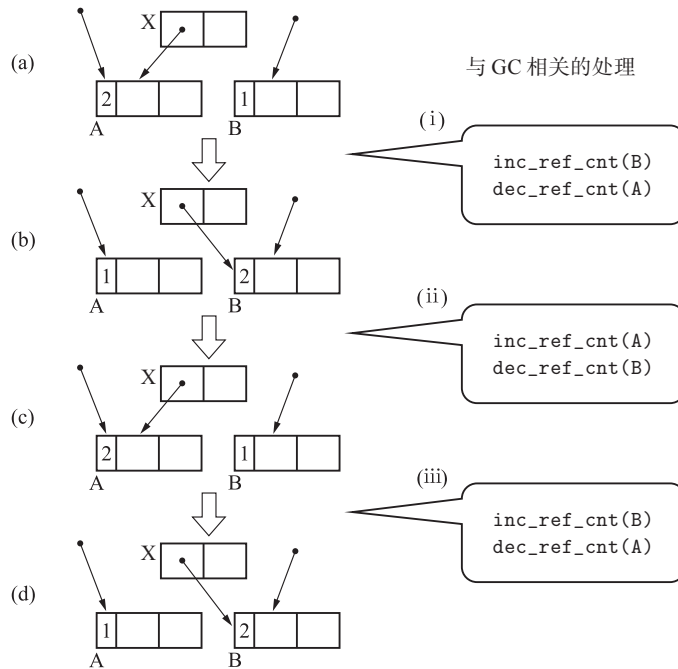 X
(a)
2
1
A
B
与 GC 相关的处理
(i)
inc_ref_cnt(B)
dec_ref_cnt(A)
X
(b)
1
2
A
B
(ii)
inc_ref_cnt(A)
dec_ref_cnt(B)
X
(c)
2
1
A
B
(iii)
inc_ref_cnt(B)
dec_ref_cnt(A)
X
(d)
1
2
A
B